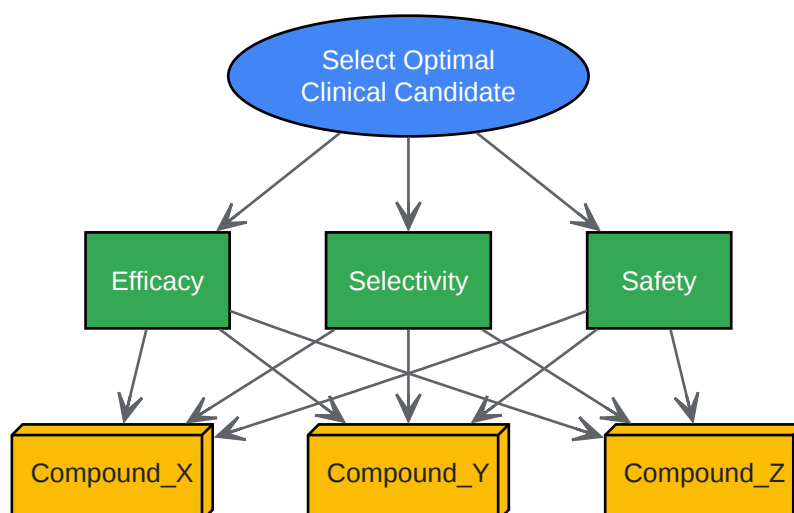 Select Optimal
Clinical Candidate
Efficacy
Selectivity
Safety
Compound_X
Compound_Y
Compound_Z